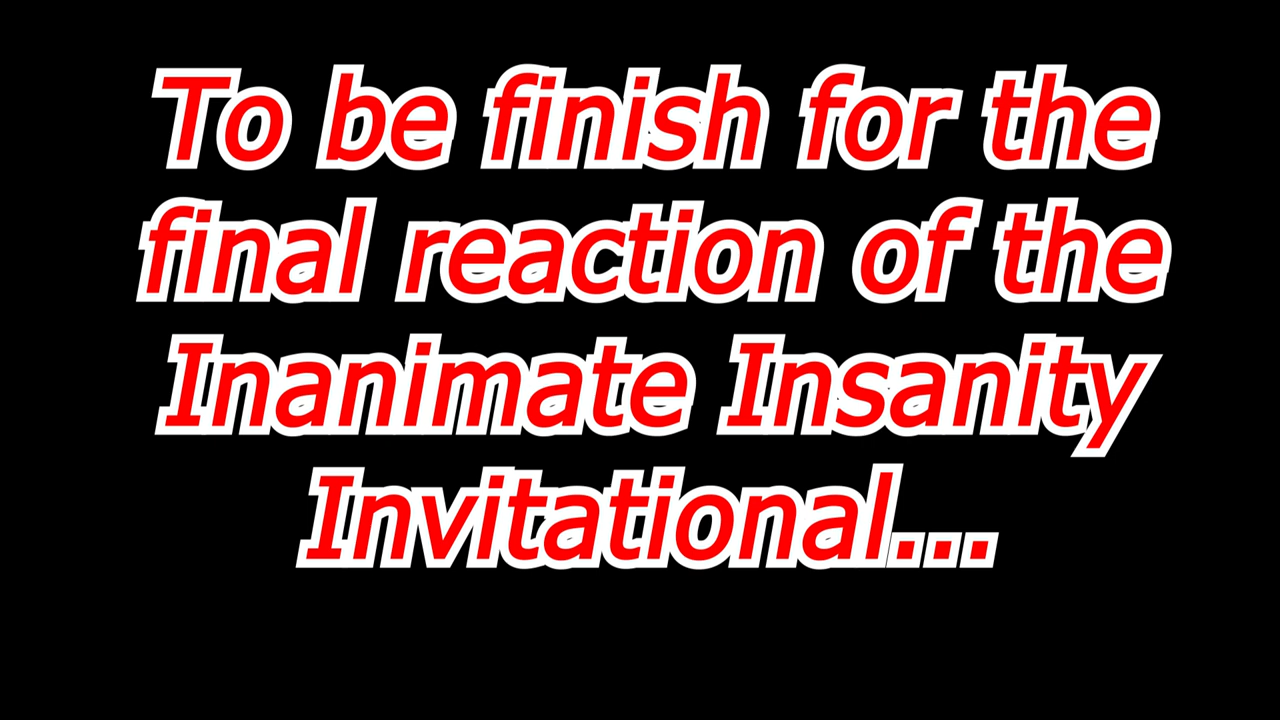 To be finish for the
final reaction of the
Inanimate Insanity
Invitational...